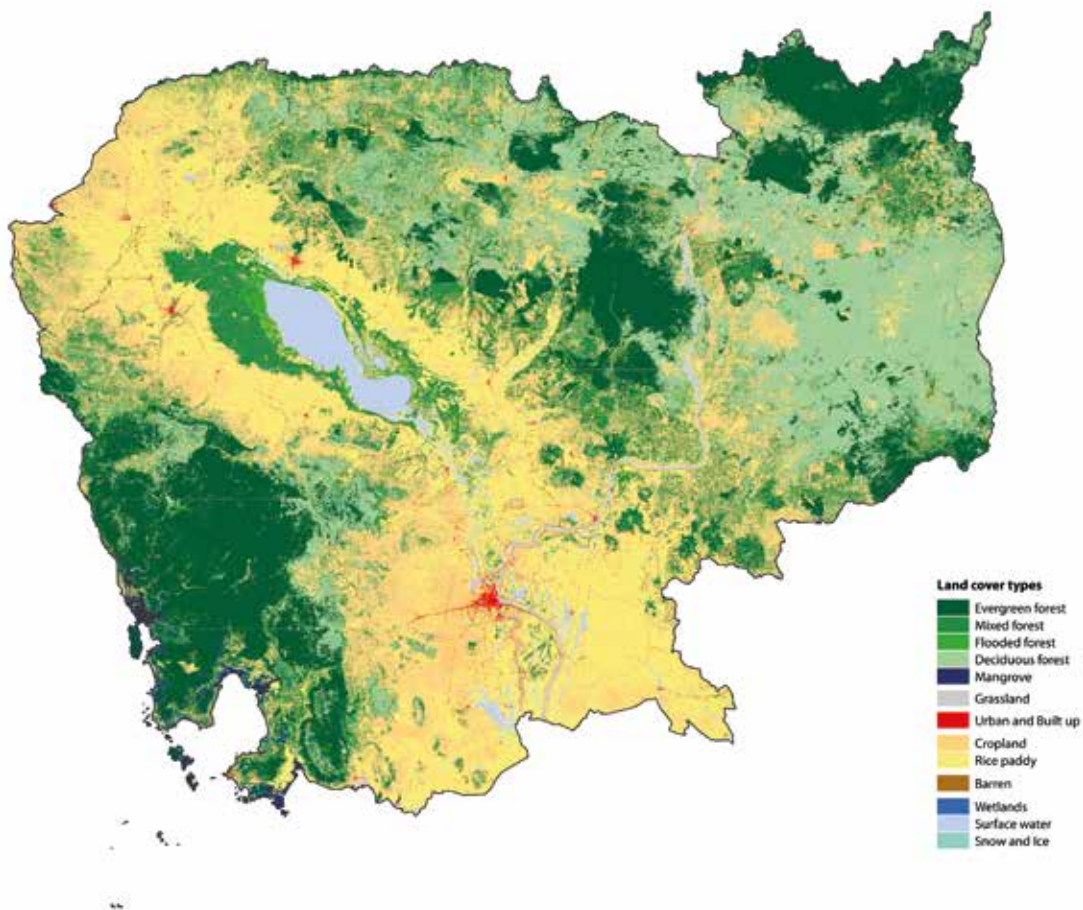 Land cover types
Evergreen forest
Mixed forest
Flooded forest
Deciduous forest
Mangrove
Grassland
Urban and Built up
Cropland
Rice paddy
Barren
Wetlands
Surface water
Snow and Ice